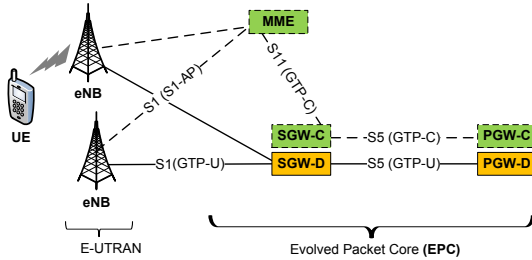 MME
eNB
UE
S1 (S1-AP)
S11 (GTP-C)
SGW-C
S5 (GTP-C)
PGW-C
S1(GTP-U)
SGW-D
S5 (GTP-U)
PGW-D
eNB
E-UTRAN
Evolved Packet Core (EPC)